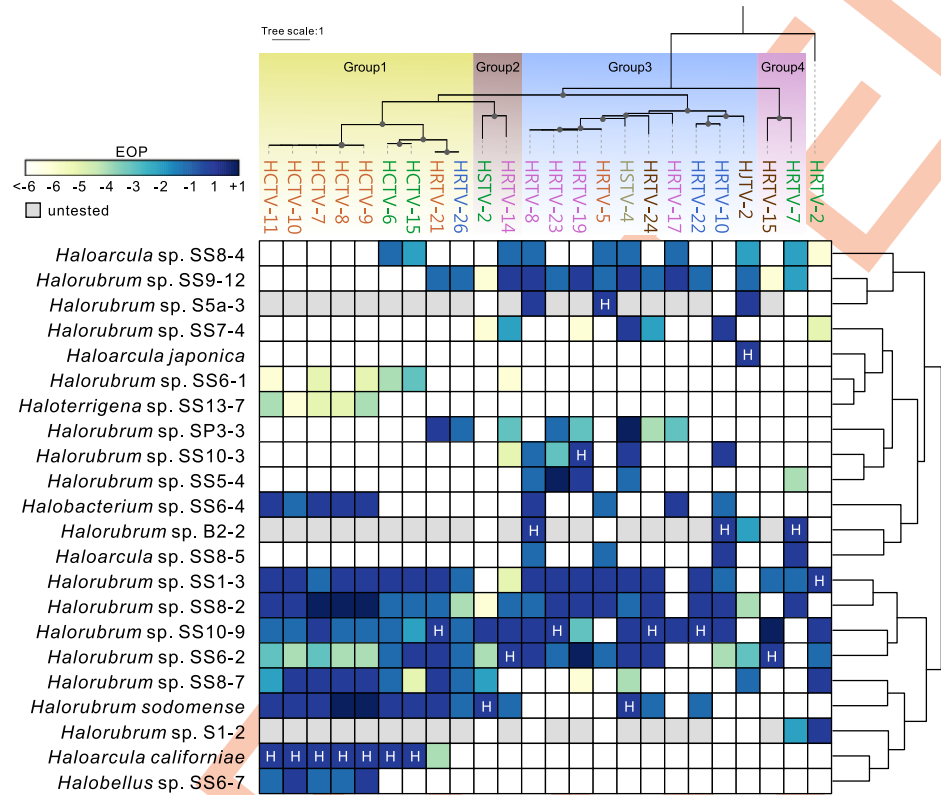 Tree scale:1
Group1
Group2
Group3
Group4
EOP
<-6 -5 -4 -3 -2 -1 +1
untested
HCTV-11
HCTV-10
HCTV-7
HCTV-8
HCTV-9
HCTV-6
HCTV-15
HRTV-21
HRTV-26
HSTV-2
HRTV-14
HRTV-8
HRTV-23
HRTV-19
HRTV-5
HSTV-4
HRTV-24
HRTV-17
HRTV-22
HRTV-10
HJTV-2
HRTV-15
HRTV-7
HRTV-2
Haloarcula sp. SS8-4
Halorubrum sp. SS9-12
Halorubrum sp. S5a-3 H
Halorubrum sp. SS7-4
Haloarcula japonica H
Halorubrum sp. SS6-1
Haloterrigena sp. SS13-7
Halorubrum sp. SP3-3
Halorubrum sp. SS10-3 H
Halorubrum sp. SS5-4
Halobacterium sp. SS6-4
Halorubrum sp. B2-2 H H H
Haloarcula sp. SS8-5
Halorubrum sp. SS1-3 H
Halorubrum sp. SS8-2
Halorubrum sp. SS10-9 H H H H
Halorubrum sp. SS6-2 H H
Halorubrum sp. SS8-7
Halorubrum sodomense H H
Halorubrum sp. S1-2
Haloarcula californiae H H H H H H H
Halobellus sp. SS6-7